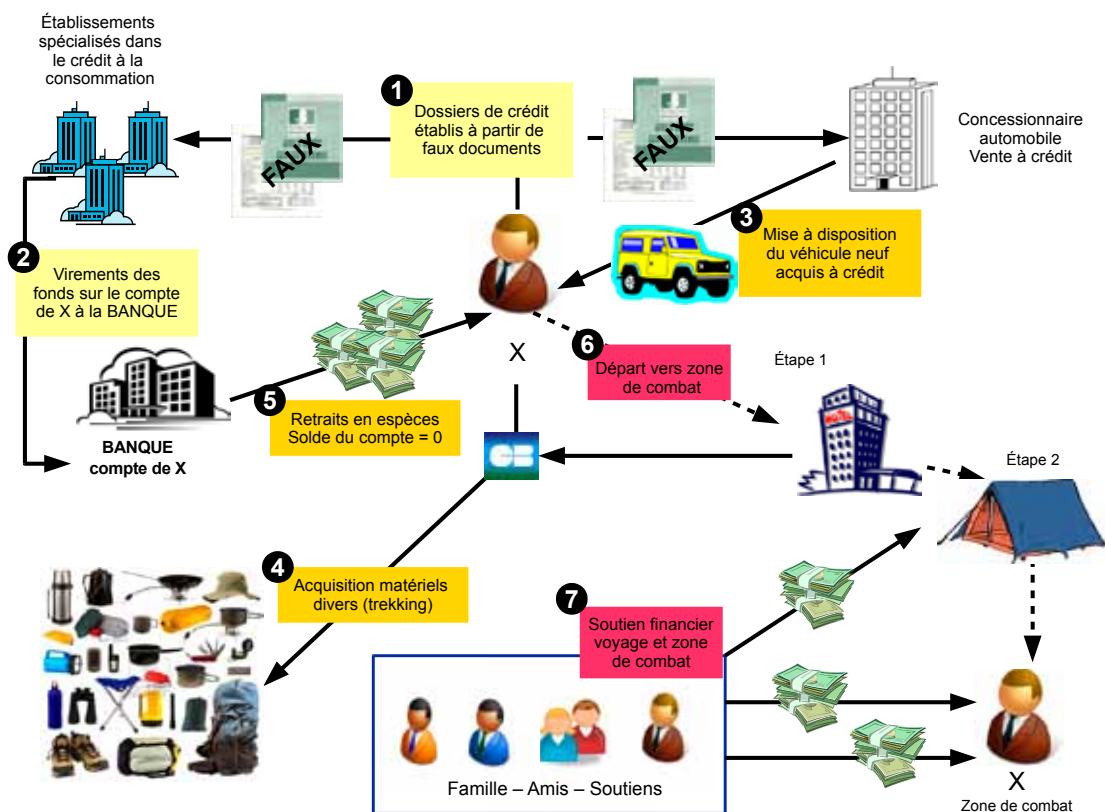 Établissements
spécialisés dans
le crédit à la
consommation
1
Dossiers de crédit
établis à partir de
faux documents
FAUX
FAUX
Concessionnaire
automobile
Vente à crédit
2
Virements des
fonds sur le compte
de X à la BANQUE
3
Mise à disposition
du véhicule neuf
acquis à crédit
X
6
Départ vers zone
de combat
Étape 1
HOTEL
5
Retraits en espèces
Solde du compte = 0
BANQUE
compte de X
CB
Étape 2
4
Acquisition matériels
divers (trekking)
7
Soutien financier
voyage et zone
de combat
Famille – Amis – Soutiens
X
Zone de combat